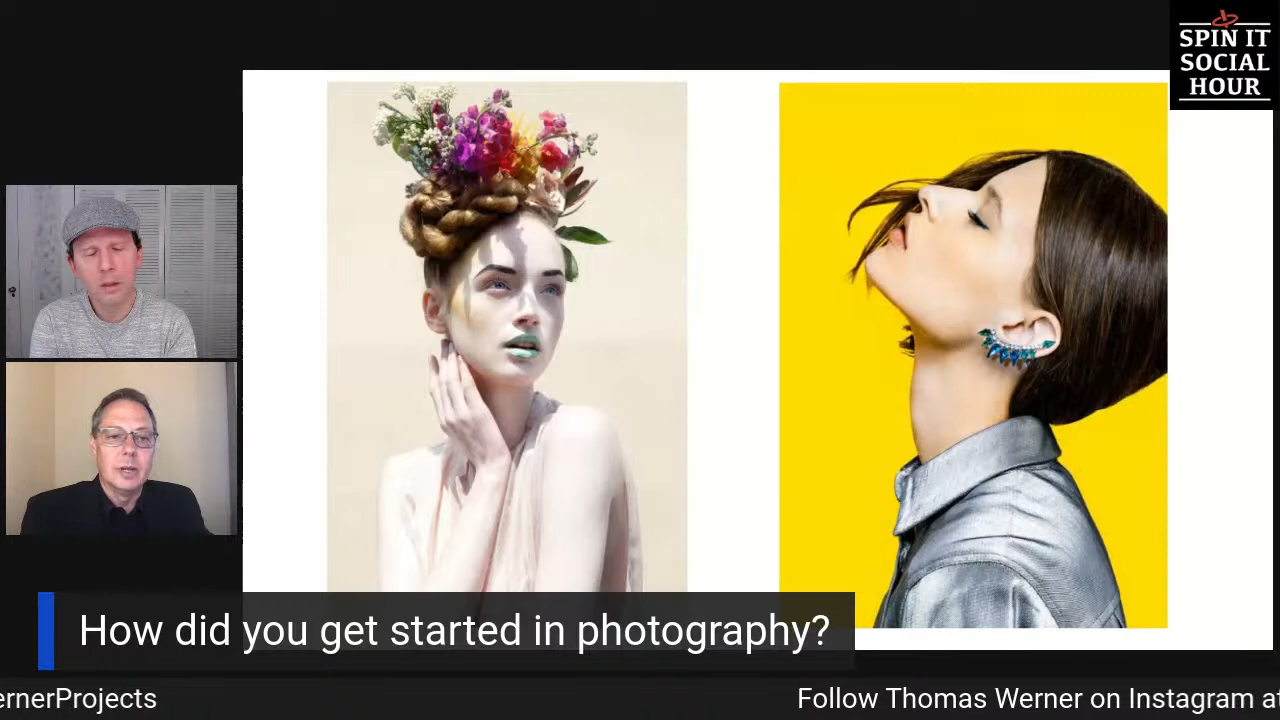 SPIN IT
SOCIAL
HOUR
How did you get started in photography?
ernerProjects
Follow Thomas Werner on Instagram at